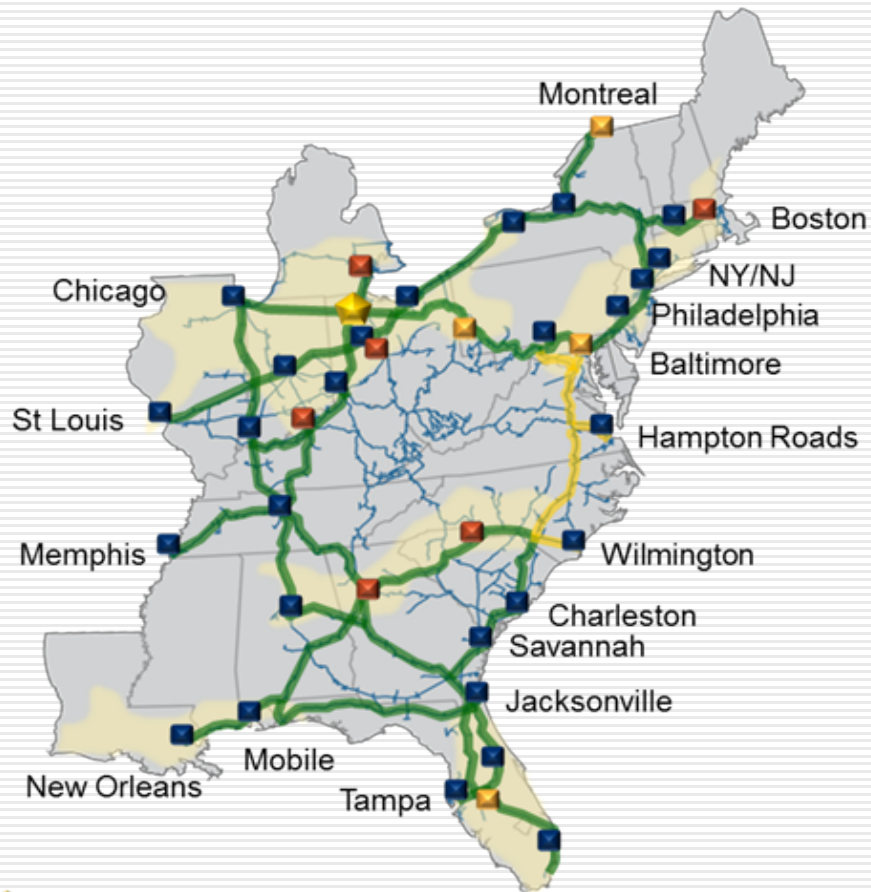 Montreal
Boston
NY/NJ
Chicago
Philadelphia
Baltimore
St Louis
Hampton Roads
Memphis
Wilmington
Charleston
Savannah
Jacksonville
Mobile
New Orleans
Tampa